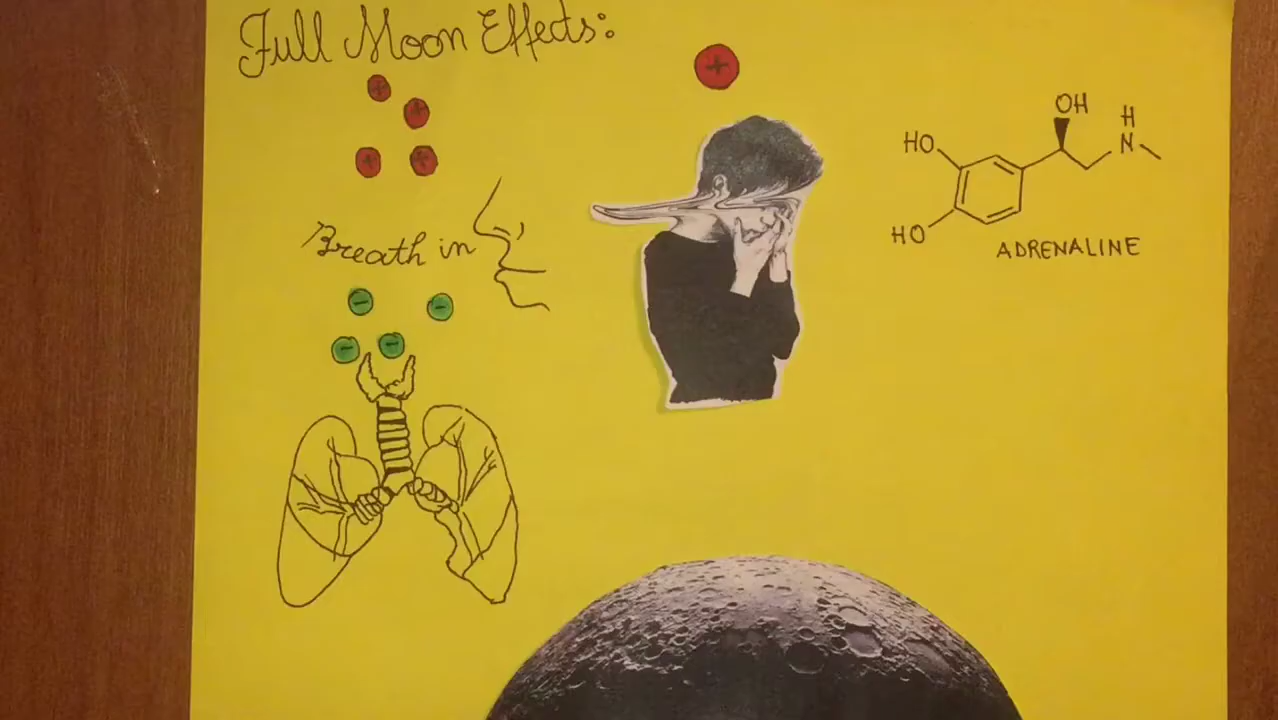 Full Moon Effects:
+
+
+
+
+
Breath in
-
-
-
-
OH
H
N
HO
HO
ADRENALINE